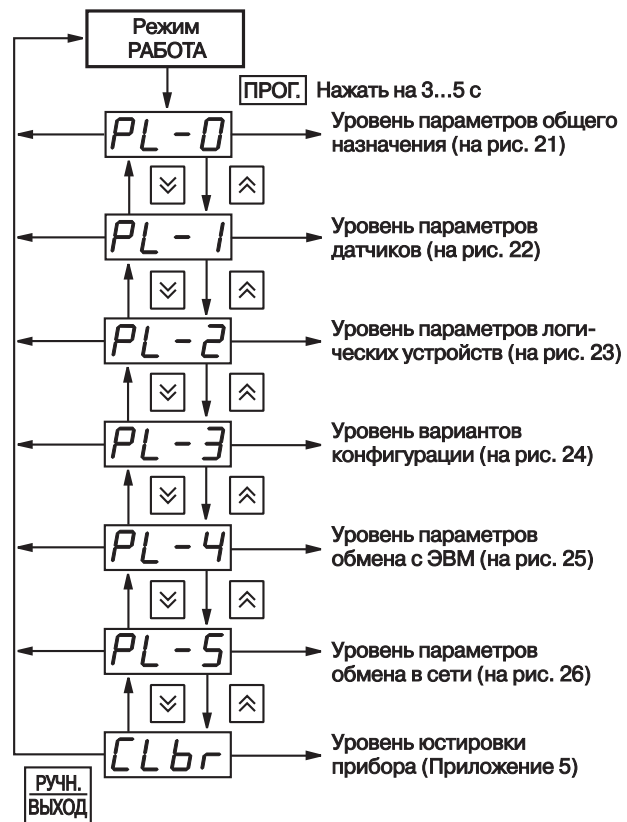 Режим
РАБОТА
ПРОГ. Нажать на 3...5 с
PL-0
Уровень параметров общего
назначения (на рис. 21)
PL-1
Уровень параметров
датчиков (на рис. 22)
PL-2
Уровень параметров логи-
ческих устройств (на рис. 23)
PL-3
Уровень вариантов
конфигурации (на рис. 24)
PL-4
Уровень параметров
обмена с ЭВМ (на рис. 25)
PL-5
Уровень параметров
обмена в сети (на рис. 26)
CLbr
Уровень юстировки
прибора (Приложение 5)
РУЧН.
ВЫХОД